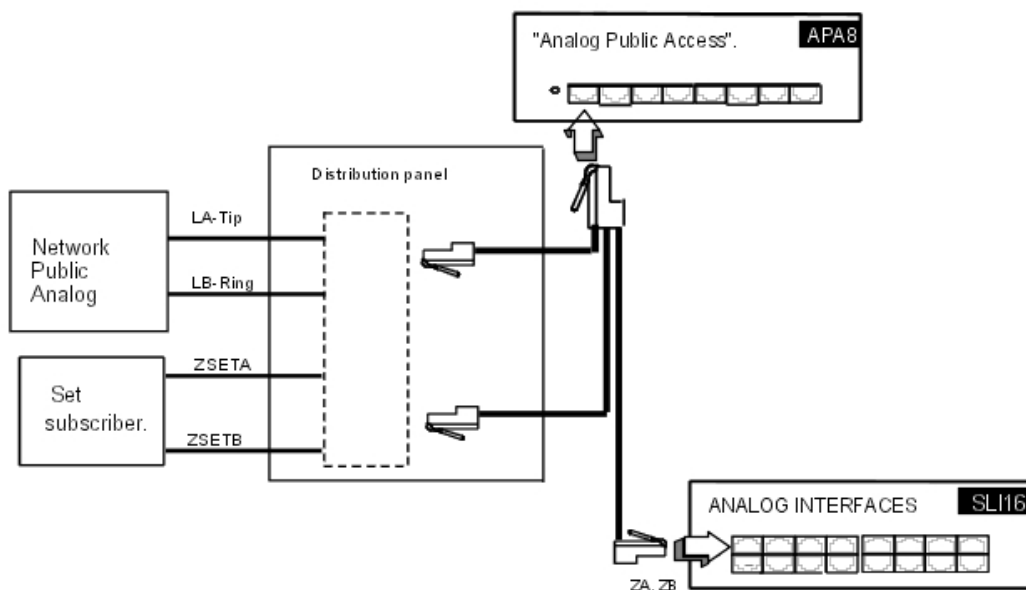 "Analog Public Access".
APA8
Distribution panel
LA-Tip
Network
Public
Analog
LB-Ring
ZSETA
Set
subscriber.
ZSETB
ANALOG INTERFACES
SLI16
ZA, ZB